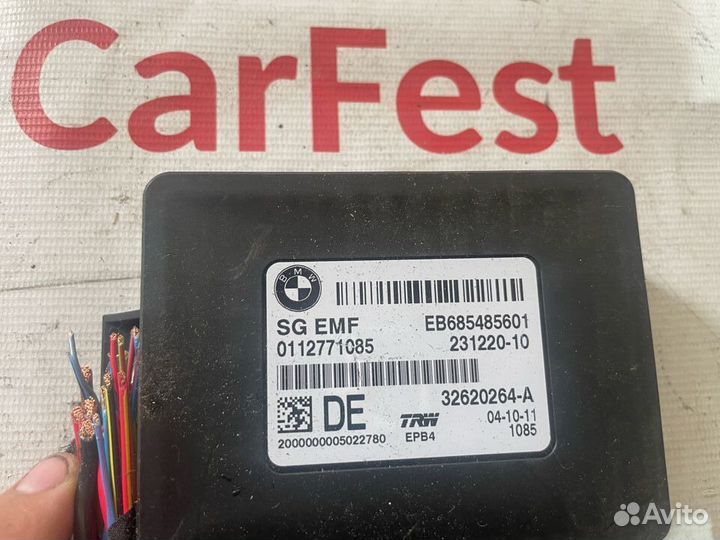 CarFest
BMW
SG EMF EB685485601
0112771085 231220-10
32620264-A
DE TRW 04-10-11
2000000005022780 EPB4 1085
Avito